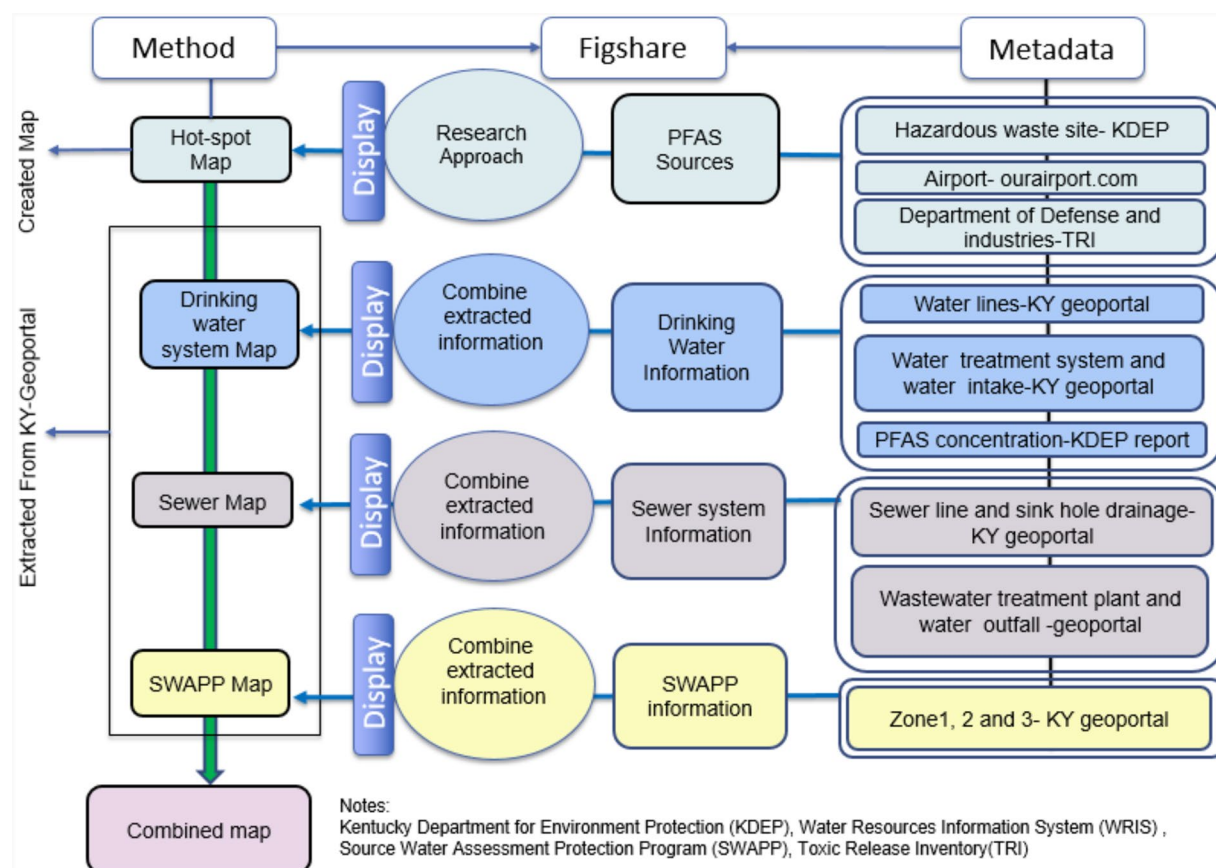 Method
Figshare
Metadata
Created Map
Hot-spot
Map
Display
Research
Approach
PFAS
Sources
Hazardous waste site- KDEP
Airport- ourairport.com
Department of Defense and
industries-TRI
Extracted From KY-Geoportal
Drinking
water
system Map
Display
Combine
extracted
information
Drinking
Water
Information
Water lines-KY geoportal
Water treatment system and
water intake-KY geoportal
PFAS concentration-KDEP report
Sewer Map
Display
Combine
extracted
information
Sewer system
Information
Sewer line and sink hole drainage-
KY geoportal
Wastewater treatment plant and
water outfall -geoportal
SWAPP Map
Display
Combine
extracted
information
SWAPP
information
Zone1, 2 and 3- KY geoportal
Combined map
Notes:
Kentucky Department for Environment Protection (KDEP), Water Resources Information System (WRIS) ,
Source Water Assessment Protection Program (SWAPP), Toxic Release Inventory(TRI)